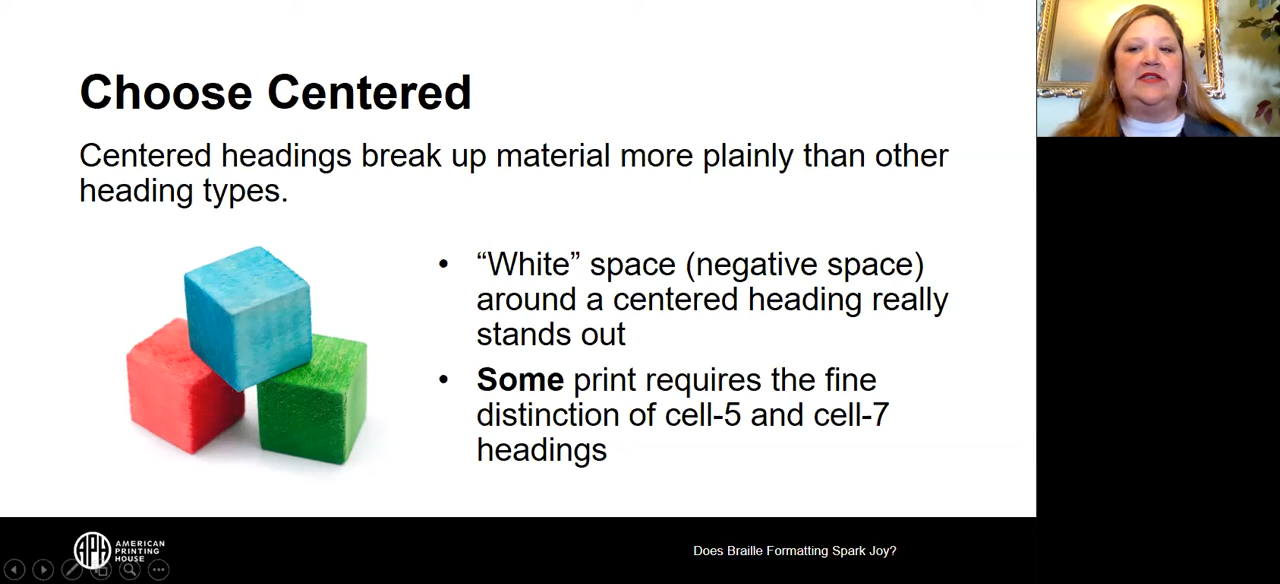 Choose Centered
Centered headings break up material more plainly than other
heading types.
• “White” space (negative space)
around a centered heading really
stands out
• Some print requires the fine
distinction of cell-5 and cell-7
headings
APH
AMERICAN
PRINTING
HOUSE
Does Braille Formatting Spark Joy?